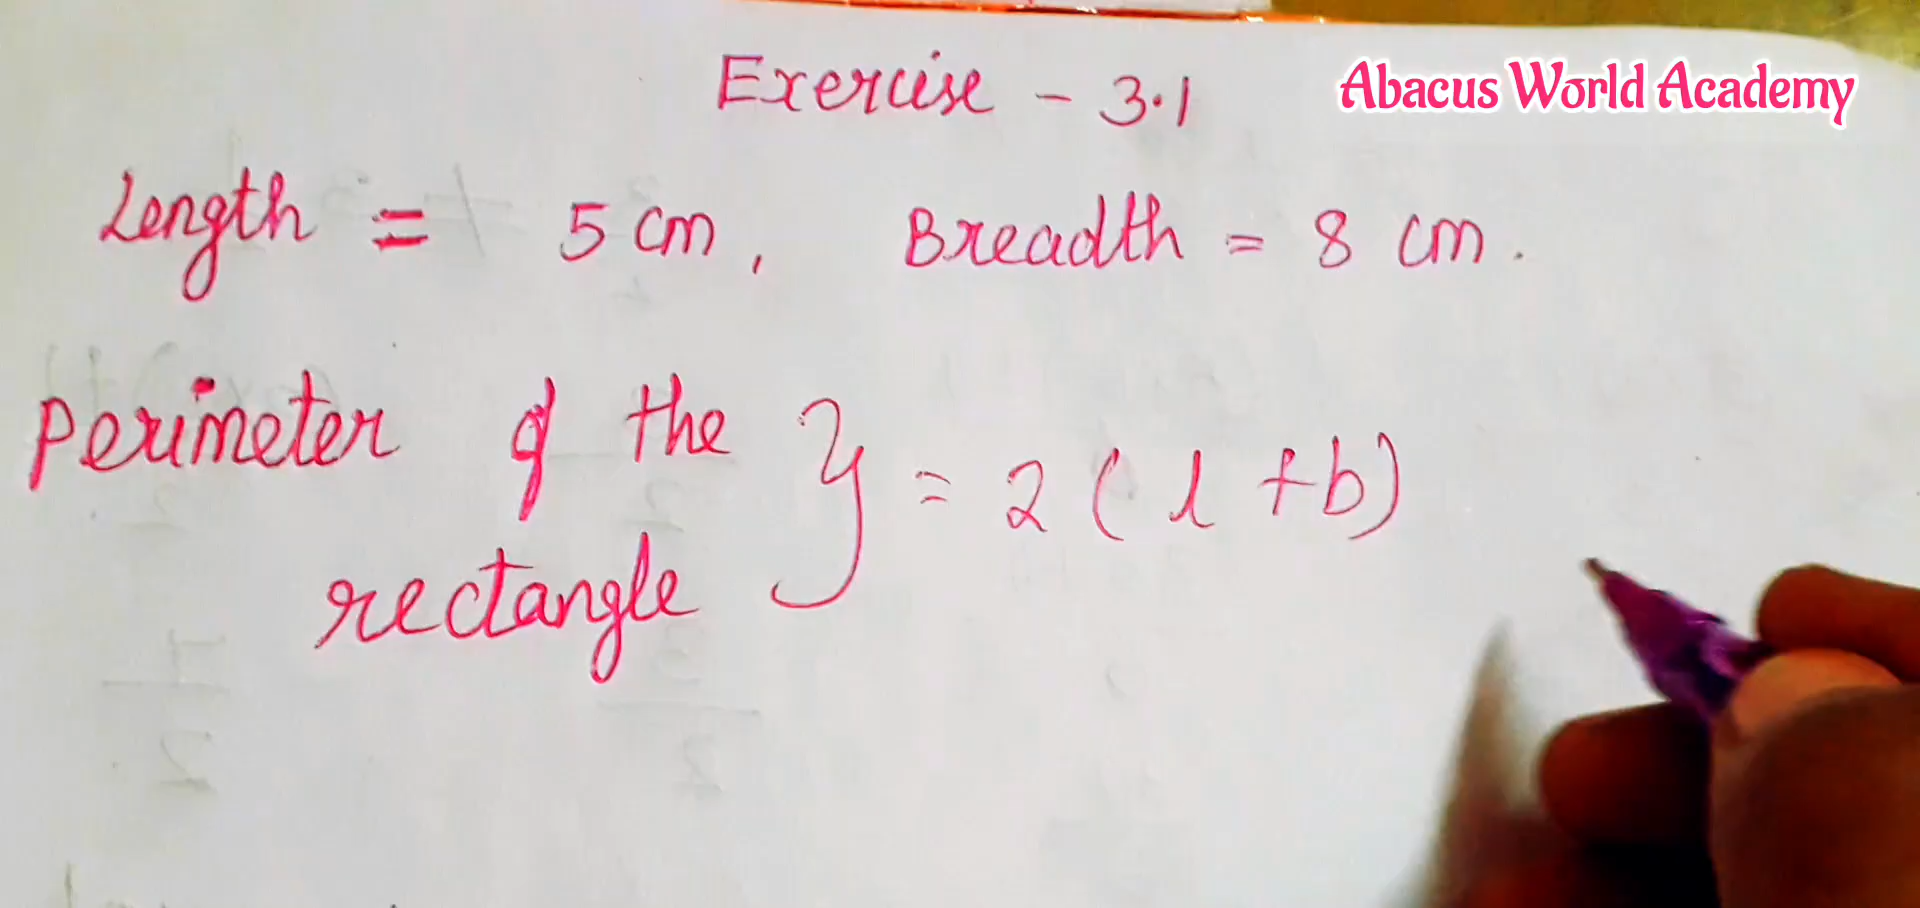 Exercise - 3.1
Abacus World Academy
Length = 5 cm, Breadth = 8 cm.
Perimeter of the
rectangle } = 2 ( l + b)